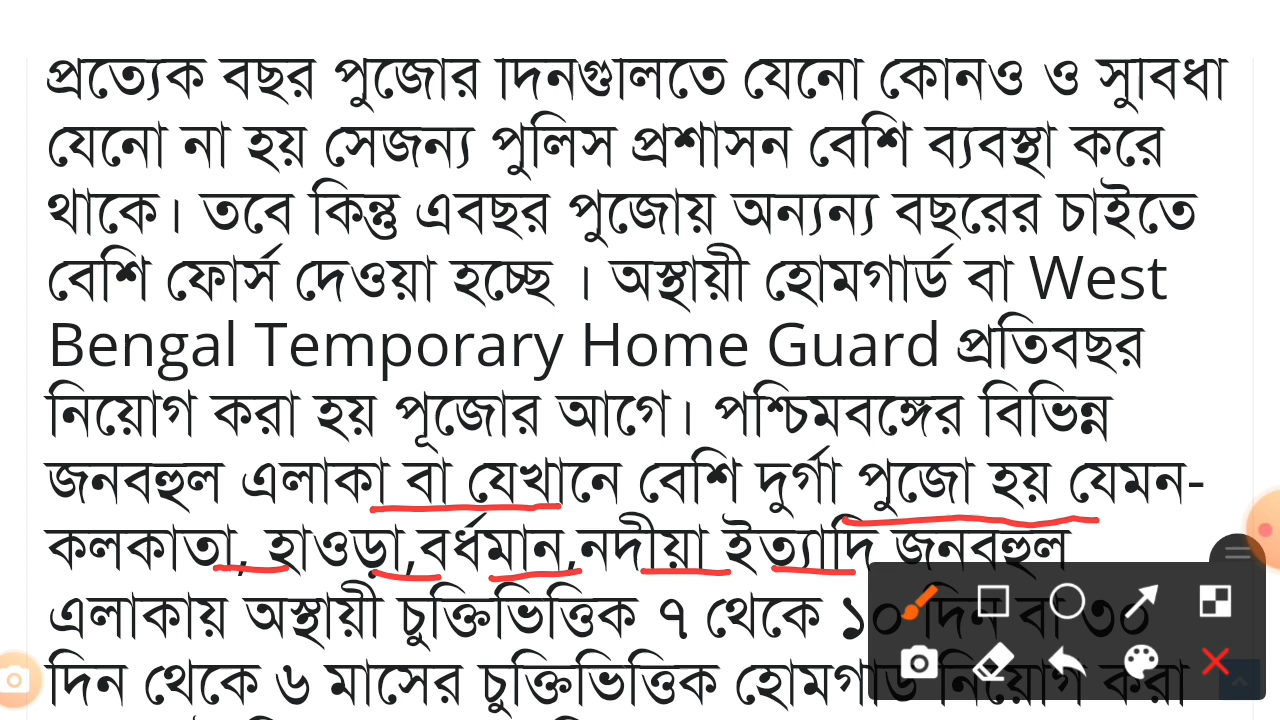 প্রত্যেক বছর পুজোর দিনগুলিতে যেনো কোনও ও সুবিধা
যেনো না হয় সেজন্য পুলিস প্রশাসন বেশি ব্যবস্থা করে
থাকে। তবে কিন্তু এবছর পুজোয় অন্যন্য বছরের চাইতে
বেশি ফোর্স দেওয়া হচ্ছে । অস্থায়ী হোমগার্ড বা West
Bengal Temporary Home Guard প্রতিবছর
নিয়োগ করা হয় পূজোর আগে। পশ্চিমবঙ্গের বিভিন্ন
জনবহুল এলাকা বা যেখানে বেশি দুর্গা পুজো হয় যেমন-
কলকাতা, হাওড়া,বর্ধমান,নদীয়া ইত্যাদি জনবহুল
এলাকায় অস্থায়ী চুক্তিভিত্তিক ৭ থেকে ১০ দিন বা ৩০
দিন থেকে ৬ মাসের চুক্তিভিত্তিক হোমগার্ড নিয়োগ করা